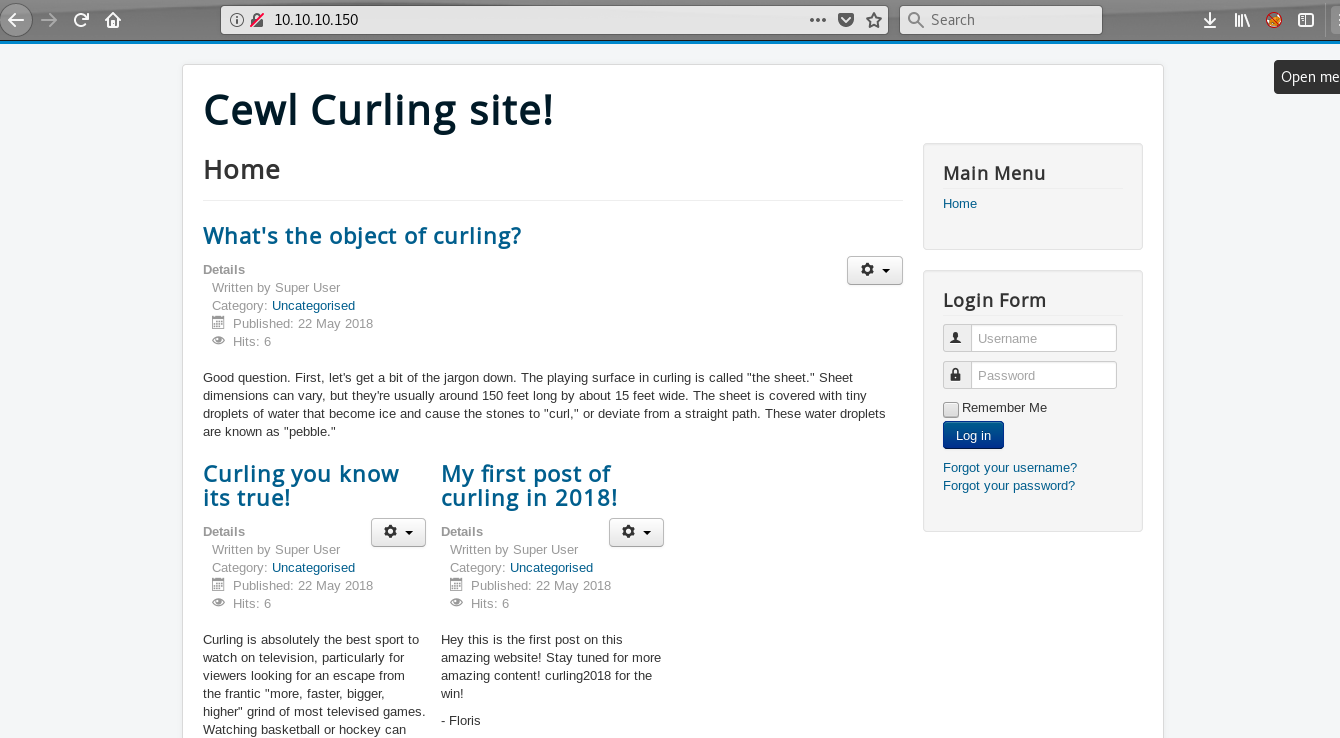 10.10.10.150
Search
Open me
Cewl Curling site!
Home
What's the object of curling?
Details
Written by Super User
Category: Uncategorised
Published: 22 May 2018
Hits: 6
Good question. First, let's get a bit of the jargon down. The playing surface in curling is called "the sheet." Sheet
dimensions can vary, but they're usually around 150 feet long by about 15 feet wide. The sheet is covered with tiny
droplets of water that become ice and cause the stones to "curl," or deviate from a straight path. These water droplets
are known as "pebble."
Curling you know
its true!
Details
Written by Super User
Category: Uncategorised
Published: 22 May 2018
Hits: 6
Curling is absolutely the best sport to
watch on television, particularly for
viewers looking for an escape from
the frantic "more, faster, bigger,
higher" grind of most televised games.
Watching basketball or hockey can
My first post of
curling in 2018!
Details
Written by Super User
Category: Uncategorised
Published: 22 May 2018
Hits: 6
Hey this is the first post on this
amazing website! Stay tuned for more
amazing content! curling2018 for the
win!
- Floris
Main Menu
Home
Login Form
Username
Password
Remember Me
Log in
Forgot your username?
Forgot your password?